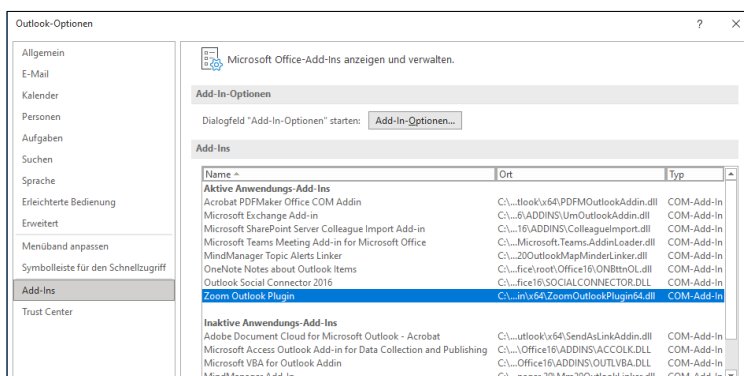 Outlook-Optionen ? ×
Allgemein
E-Mail
Kalender
Personen
Aufgaben
Suchen
Sprache
Erleichterte Bedienung
Erweitert
Menüband anpassen
Symbolleiste für den Schnellzugriff
Add-Ins
Trust Center
Microsoft Office-Add-Ins anzeigen und verwalten.
Add-In-Optionen
Dialogfeld "Add-In-Optionen" starten: Add-In-Optionen...
Add-Ins
Name Ort Typ
Aktive Anwendungs-Add-Ins
Acrobat PDFMaker Office COM Addin C:\...tlook\x64\PDFMOutlookAddin.dll COM-Add-In
Microsoft Exchange Add-in C:\...6\ADDINS\UmOutlookAddin.dll COM-Add-In
Microsoft SharePoint Server Colleague Import Add-in C:\...16\ADDINS\ColleagueImport.dll COM-Add-In
Microsoft Teams Meeting Add-in for Microsoft Office C:\...Microsoft.Teams.AddinLoader.dll COM-Add-In
MindManager Topic Alerts Linker C:\...20OutlookMapMinderLinker.dll COM-Add-In
OneNote Notes about Outlook Items C:\...fice\root\Office16\ONBttnOL.dll COM-Add-In
Outlook Social Connector 2016 C:\...fice16\SOCIALCONNECTOR.DLL COM-Add-In
Zoom Outlook Plugin C:\...in\x64\ZoomOutlookPlugin64.dll COM-Add-In
Inaktive Anwendungs-Add-Ins
Adobe Document Cloud for Microsoft Outlook - Acrobat C:\...utlook\x64\SendAsLinkAddin.dll COM-Add-In
Microsoft Access Outlook Add-in for Data Collection and Publishing C:\...\Office16\ADDINS\ACCOLK.DLL COM-Add-In
Microsoft VBA for Outlook Addin C:\...Office16\ADDINS\OUTLVBA.DLL COM-Add-In
MindManager Add-In COM-Add-In